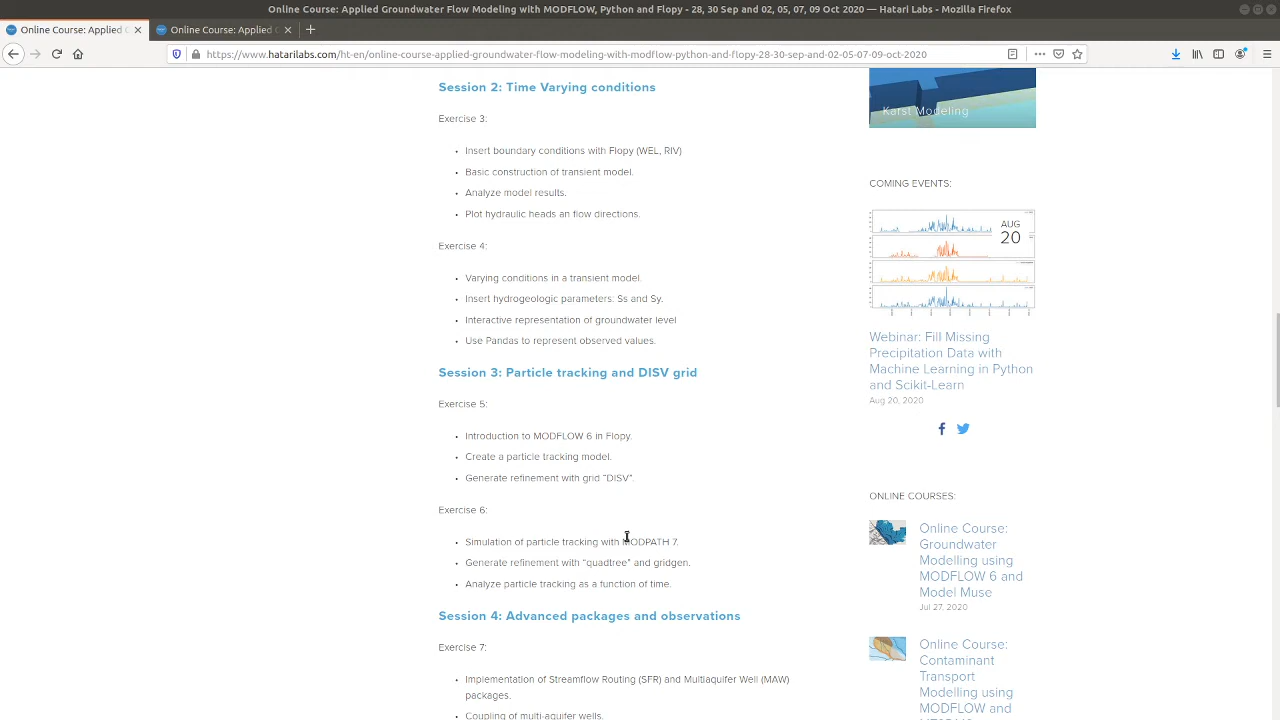 Online Course: Applied Groundwater Flow Modeling with MODFLOW, Python and Flopy - 28, 30 Sep and 02, 05, 07, 09 Oct 2020 — Hatari Labs - Mozilla Firefox
Online Course: Applied G
Online Course: Applied G
https://www.hatarilabs.com/ht-en/online-course-applied-groundwater-flow-modeling-with-modflow-python-and-flopy-28-30-sep-and-02-05-07-09-oct-2020
Session 2: Time Varying conditions
Exercise 3:
• Insert boundary conditions with Flopy (WEL, RIV)
• Basic construction of transient model.
• Analyze model results.
• Plot hydraulic heads an flow directions.
Exercise 4:
• Varying conditions in a transient model.
• Insert hydrogeologic parameters: Ss and Sy.
• Interactive representation of groundwater level
• Use Pandas to represent observed values.
Session 3: Particle tracking and DISV grid
Exercise 5:
• Introduction to MODFLOW 6 in Flopy.
• Create a particle tracking model.
• Generate refinement with grid “DISV”.
Exercise 6:
• Simulation of particle tracking with MODPATH 7.
• Generate refinement with “quadtree” and gridgen.
• Analyze particle tracking as a function of time.
Session 4: Advanced packages and observations
Exercise 7:
• Implementation of Streamflow Routing (SFR) and Multiaquifer Well (MAW)
packages.
• Coupling of multi-aquifer wells.
Karst Modeling
COMING EVENTS:
AUG
20
Webinar: Fill Missing
Precipitation Data with
Machine Learning in Python
and Scikit-Learn
Aug 20, 2020
ONLINE COURSES:
Online Course:
Groundwater
Modelling using
MODFLOW 6 and
Model Muse
Jul 27, 2020
Online Course:
Contaminant
Transport
Modelling using
MODFLOW and